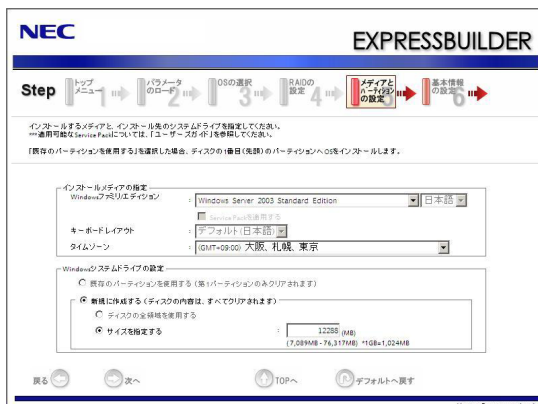 NEC
EXPRESSBUILDER
Step
トップメニュー 1
パラメータのロード 2
OSの選択 3
RAIDの設定 4
メディアとパーティションの設定 5
基本情報の設定 6
インストールするメディアと、インストール先のシステムドライブを指定してください。
***適用可能なService Packについては、「ユーザーズガイド」を参照してください。
「既存のパーティションを使用する」を選択した場合、ディスクの1番目(先頭)のパーティションへOSをインストールします。
インストールメディアの指定
Windowsファミリ/エディション : Windows Server 2003 Standard Edition 日本語
Service Packを適用する
キーボードレイアウト : デフォルト(日本語)
タイムゾーン : (GMT+09:00) 大阪、札幌、東京
Windowsシステムドライブの設定
既存のパーティションを使用する (第1パーティションのみクリアされます)
新規に作成する (ディスクの内容は、すべてクリアされます)
ディスクの全領域を使用する
サイズを指定する : 12288 (MB)
(7,089MB - 76,317MB) *1GB=1,024MB
戻る
次へ
TOPへ
デフォルトへ戻す